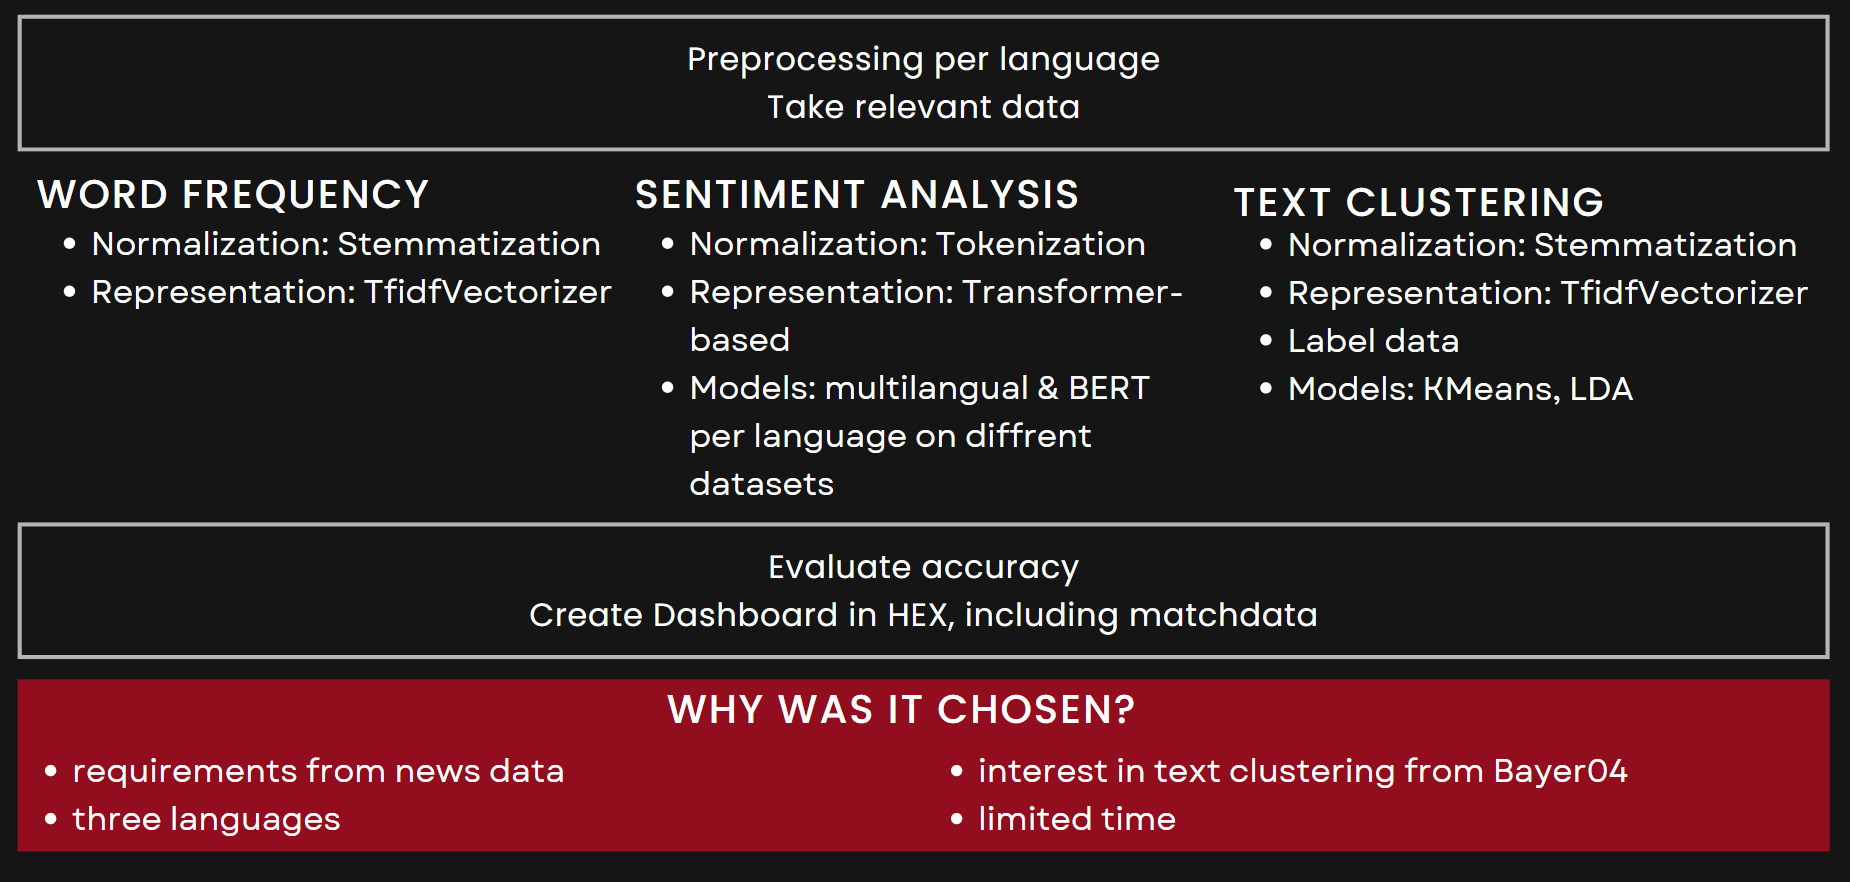 Preprocessing per language
Take relevant data
WORD FREQUENCY
• Normalization: Stemmatization
• Representation: TfidfVectorizer
SENTIMENT ANALYSIS
• Normalization: Tokenization
• Representation: Transformer-
based
• Models: multilangual & BERT
per language on diffrent
datasets
TEXT CLUSTERING
• Normalization: Stemmatization
• Representation: TfidfVectorizer
• Label data
• Models: KMeans, LDA
Evaluate accuracy
Create Dashboard in HEX, including matchdata
WHY WAS IT CHOSEN?
• requirements from news data
• three languages
• interest in text clustering from Bayer04
• limited time